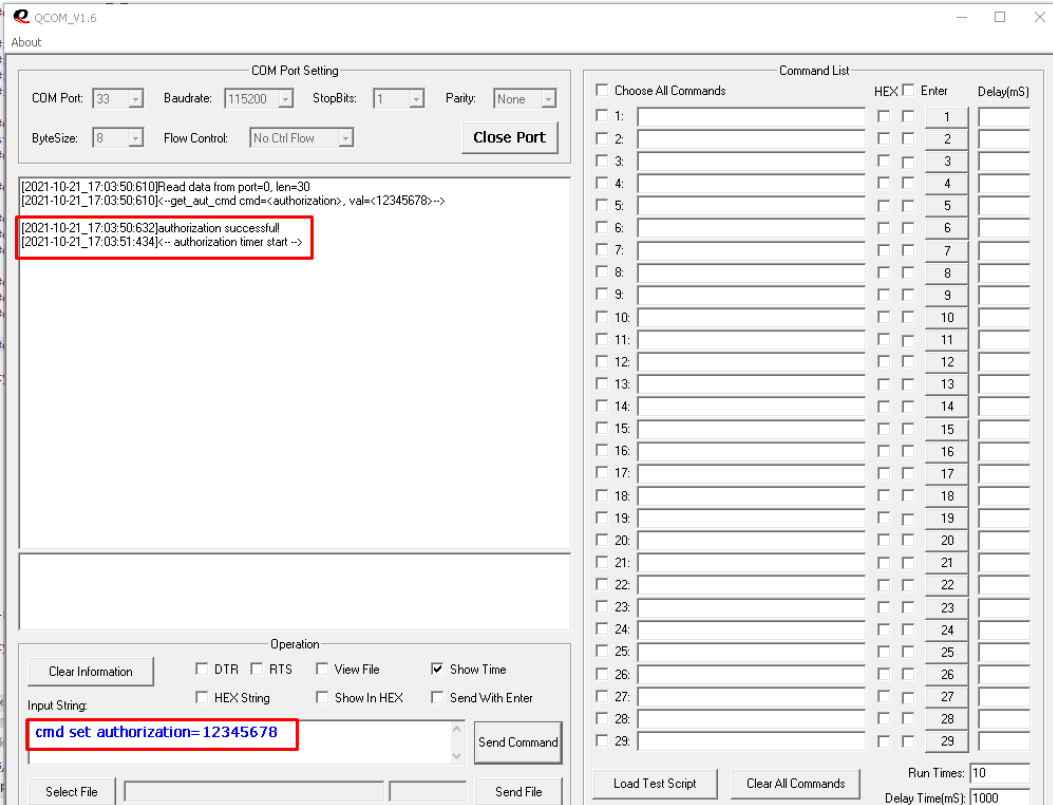 QCOM_V1.6
About
COM Port Setting
COM Port: 33 Baudrate: 115200 StopBits: 1 Parity: None
ByteSize: 8 Flow Control: No Ctrl Flow Close Port
[2021-10-21_17:03:50:610]Read data from port=0, len=30
[2021-10-21_17:03:50:610]<--get_aut_cmd cmd=<authorization>, val=<12345678>-->
[2021-10-21_17:03:50:632]authorization successful!
[2021-10-21_17:03:51:434]<-- authorization timer start -->
Operation
Clear Information DTR RTS View File Show Time
HEX String Show In HEX Send With Enter
Input String:
cmd set authorization=12345678
Send Command
Select File Send File
Command List
Choose All Commands HEX Enter Delay(mS)
1: 1
2: 2
3: 3
4: 4
5: 5
6: 6
7: 7
8: 8
9: 9
10: 10
11: 11
12: 12
13: 13
14: 14
15: 15
16: 16
17: 17
18: 18
19: 19
20: 20
21: 21
22: 22
23: 23
24: 24
25: 25
26: 26
27: 27
28: 28
29: 29
Load Test Script Clear All Commands
Run Times: 10
Delay Time(mS): 1000